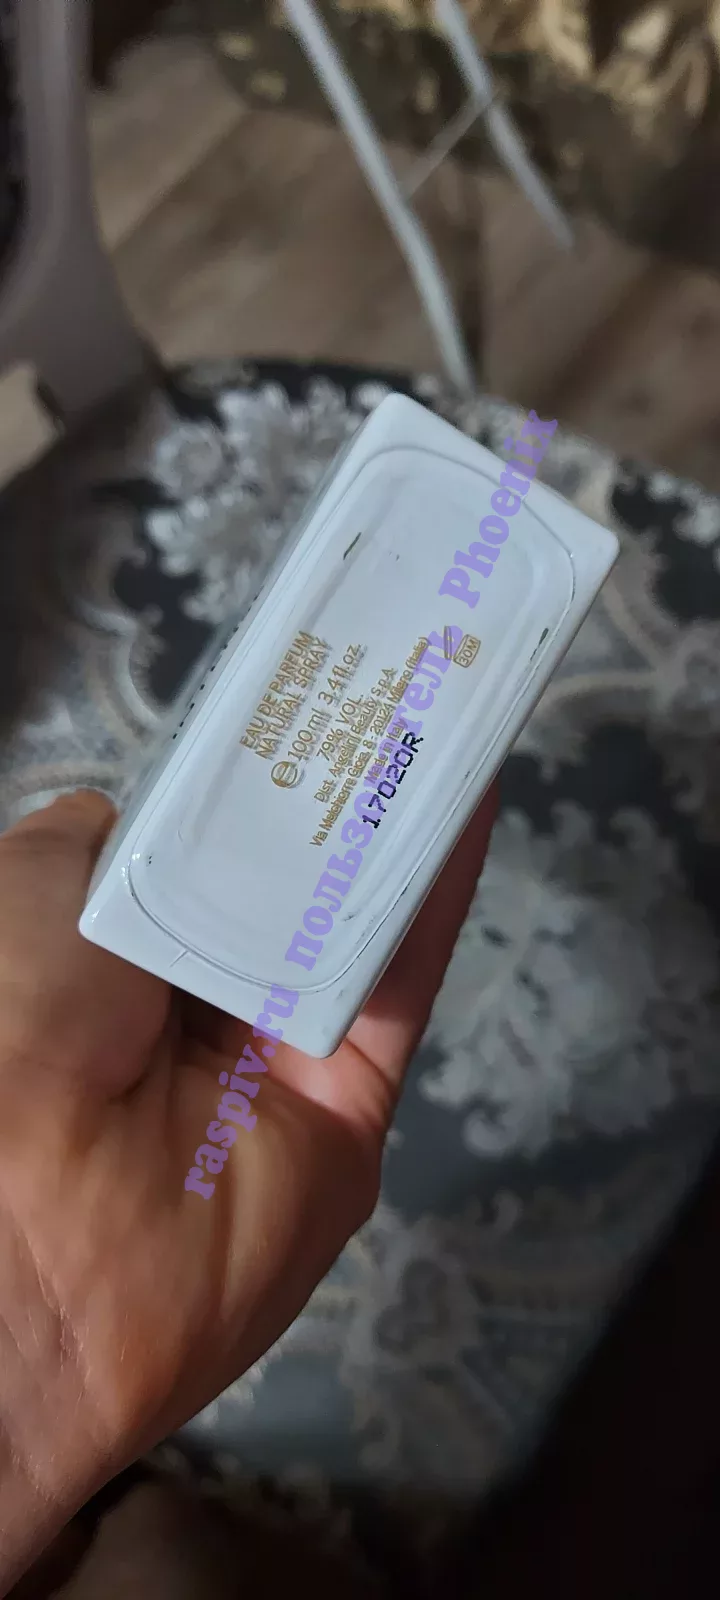 EAU DE PARFUM
NATURAL SPRAY
100 ml 3.4 fl.oz.
79% VOL.
Dist. Angelini Beauty S.p.A.
Via Melchiorre Gioia, 8 - 20124 Milano (Italia)
Made in Italy
17020R
30M
raspiv.ru пользователь Phoenix